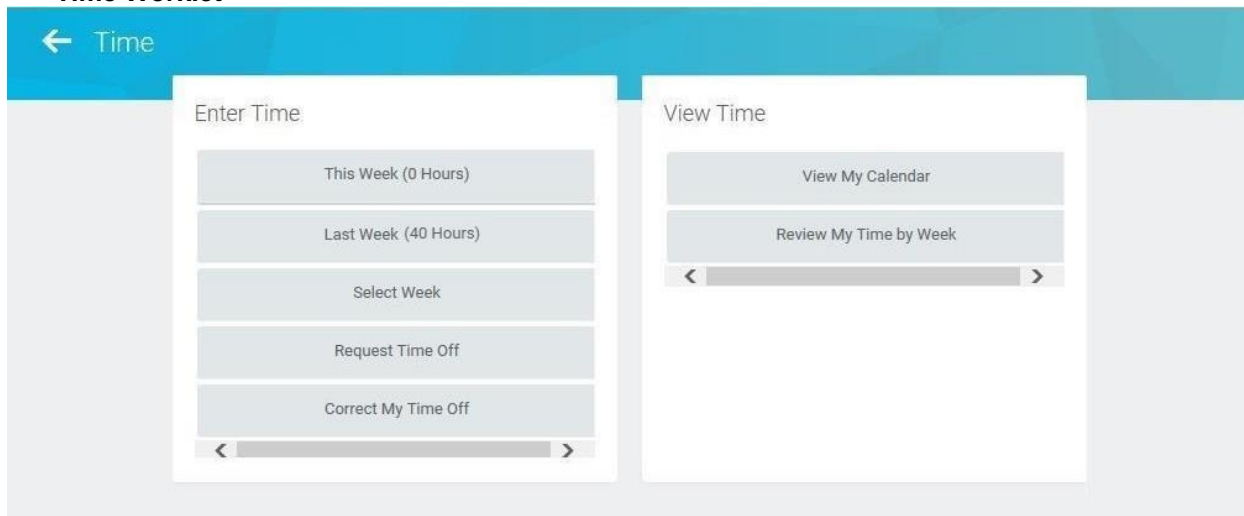 Time
Enter Time
This Week (0 Hours)
Last Week (40 Hours)
Select Week
Request Time Off
Correct My Time Off
View Time
View My Calendar
Review My Time by Week